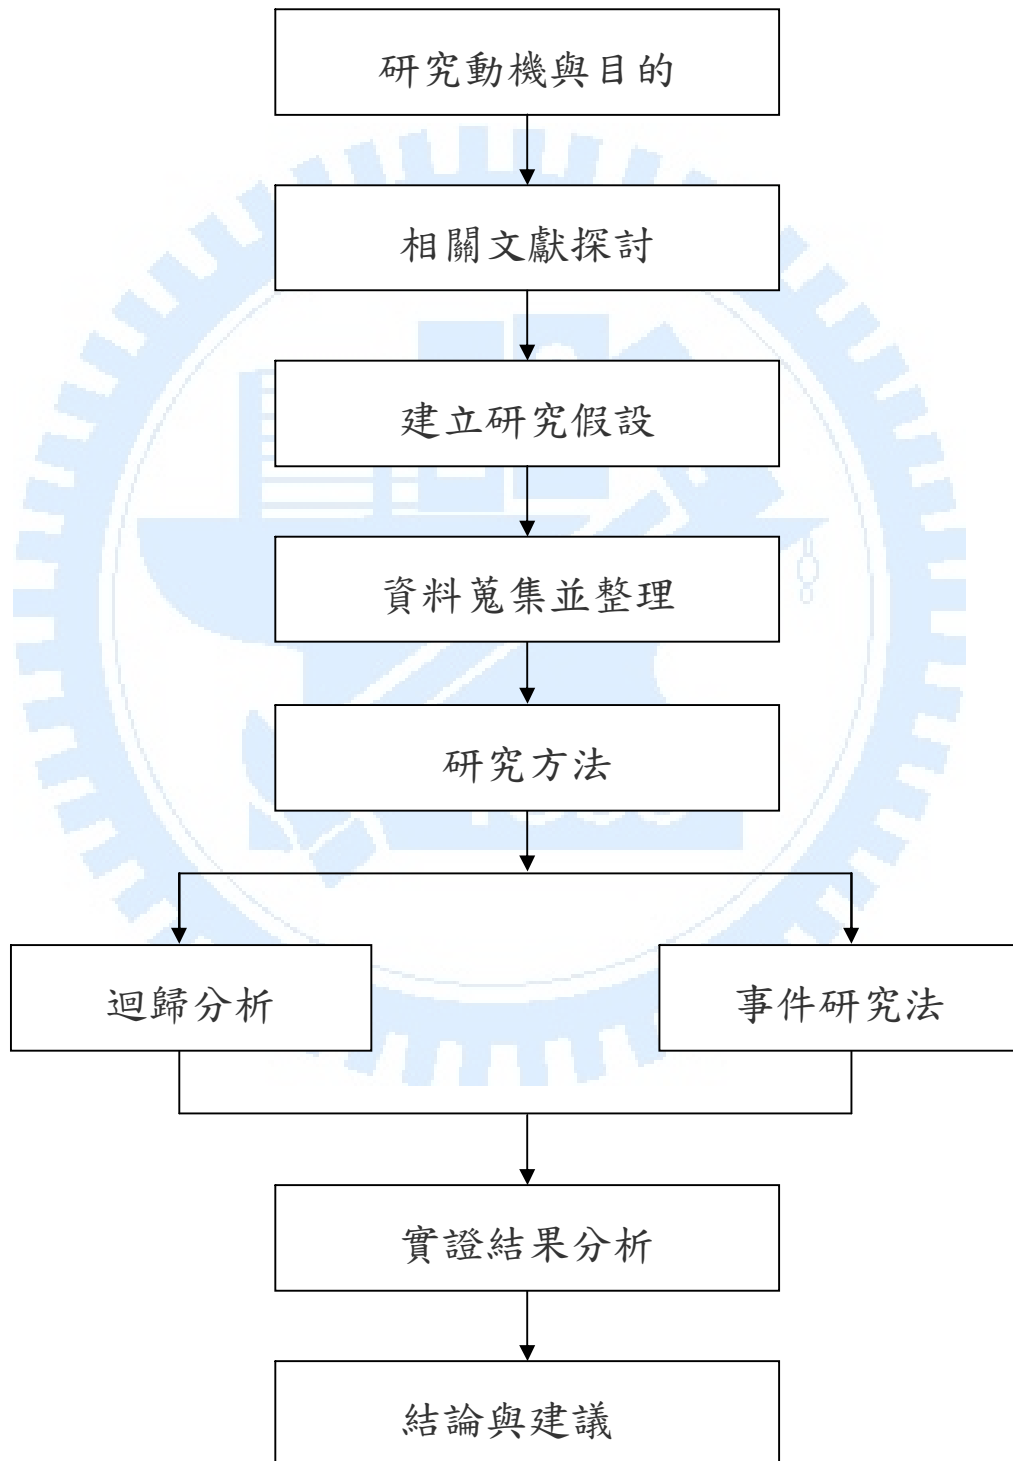 研究動機與目的
相關文獻探討
建立研究假設
資料蒐集並整理
研究方法
迴歸分析
事件研究法
實證結果分析
結論與建議